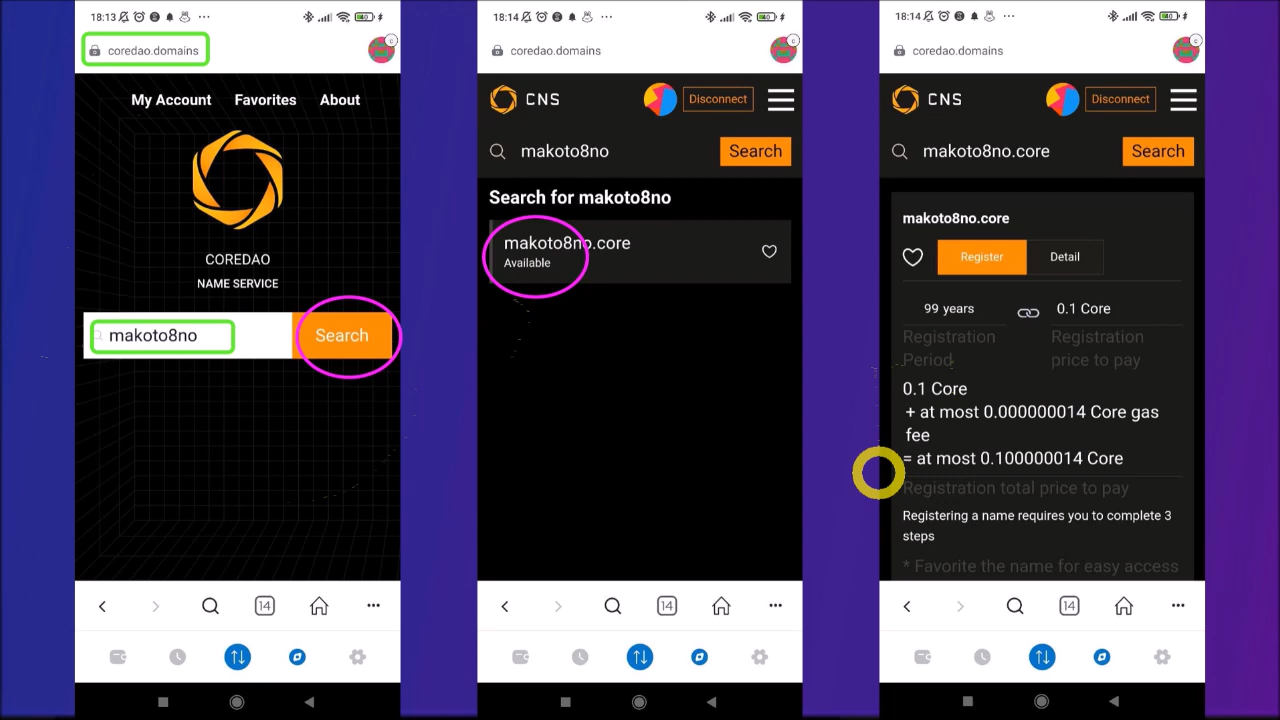 18:13
40
coredao.domains
C
My Account
Favorites
About
COREDAO
NAME SERVICE
makoto8no
Search
14
18:14
40
coredao.domains
C
CNS
Disconnect
makoto8no
Search
Search for makoto8no
makoto8no.core
Available
14
18:14
40
coredao.domains
C
CNS
Disconnect
makoto8no.core
Search
makoto8no.core
Register
Detail
99 years
0.1 Core
Registration
Period
Registration
price to pay
0.1 Core
+ at most 0.000000014 Core gas
fee
= at most 0.100000014 Core
Registration total price to pay
Registering a name requires you to complete 3
steps
* Favorite the name for easy access
14